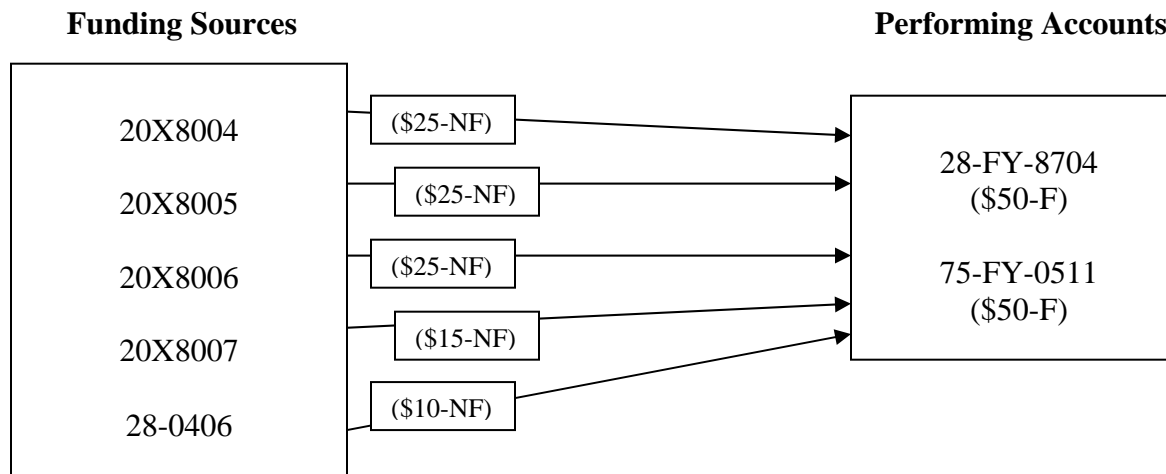 Funding Sources
Performing Accounts
20X8004
($25-NF)
20X8005
($25-NF)
28-FY-8704
($50-F)
20X8006
($25-NF)
75-FY-0511
($50-F)
20X8007
($15-NF)
28-0406
($10-NF)